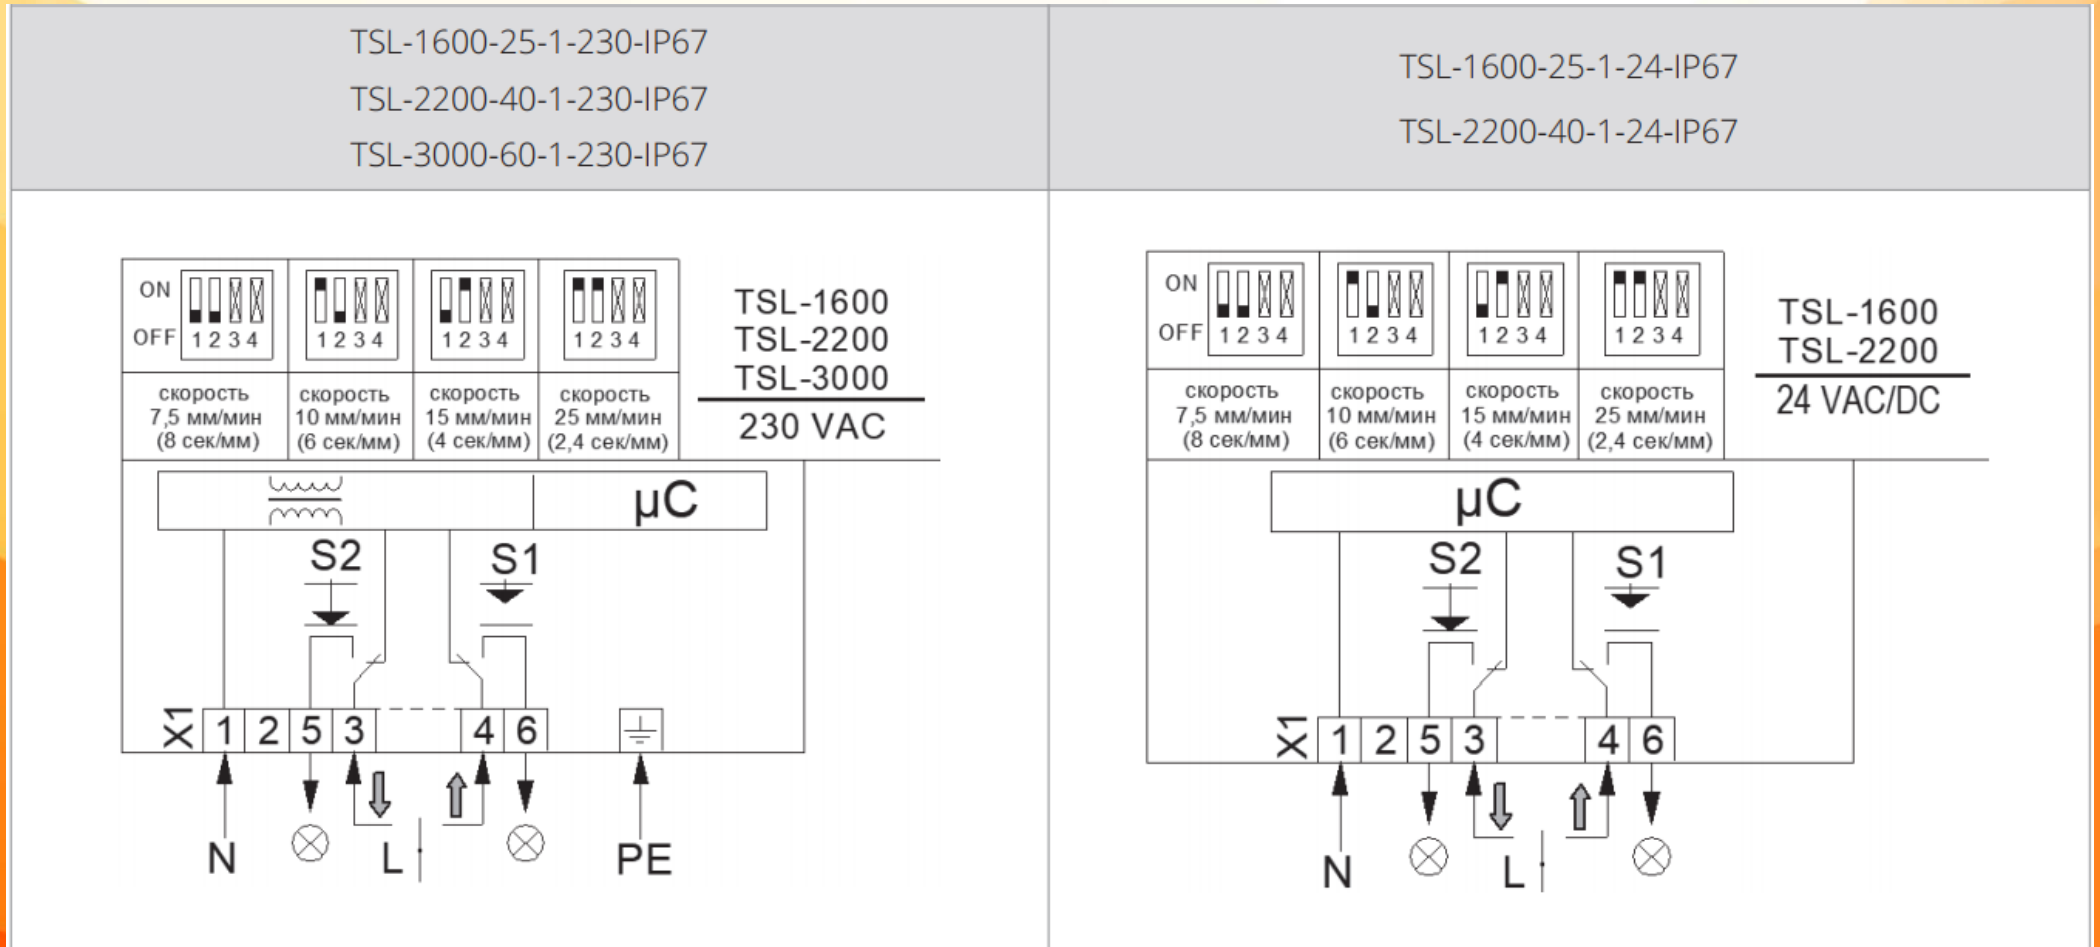 TSL-1600-25-1-230-IP67
TSL-2200-40-1-230-IP67
TSL-3000-60-1-230-IP67
TSL-1600-25-1-24-IP67
TSL-2200-40-1-24-IP67
ON
OFF
1 2 3 4
1 2 3 4
1 2 3 4
1 2 3 4
скорость
7,5 мм/мин
(8 сек/мм)
скорость
10 мм/мин
(6 сек/мм)
скорость
15 мм/мин
(4 сек/мм)
скорость
25 мм/мин
(2,4 сек/мм)
TSL-1600
TSL-2200
TSL-3000
230 VAC
µC
S2
S1
X1
1 2 5 3 4 6
N
L
PE
ON
OFF
1 2 3 4
1 2 3 4
1 2 3 4
1 2 3 4
скорость
7,5 мм/мин
(8 сек/мм)
скорость
10 мм/мин
(6 сек/мм)
скорость
15 мм/мин
(4 сек/мм)
скорость
25 мм/мин
(2,4 сек/мм)
TSL-1600
TSL-2200
24 VAC/DC
µC
S2
S1
X1
1 2 5 3 4 6
N
L